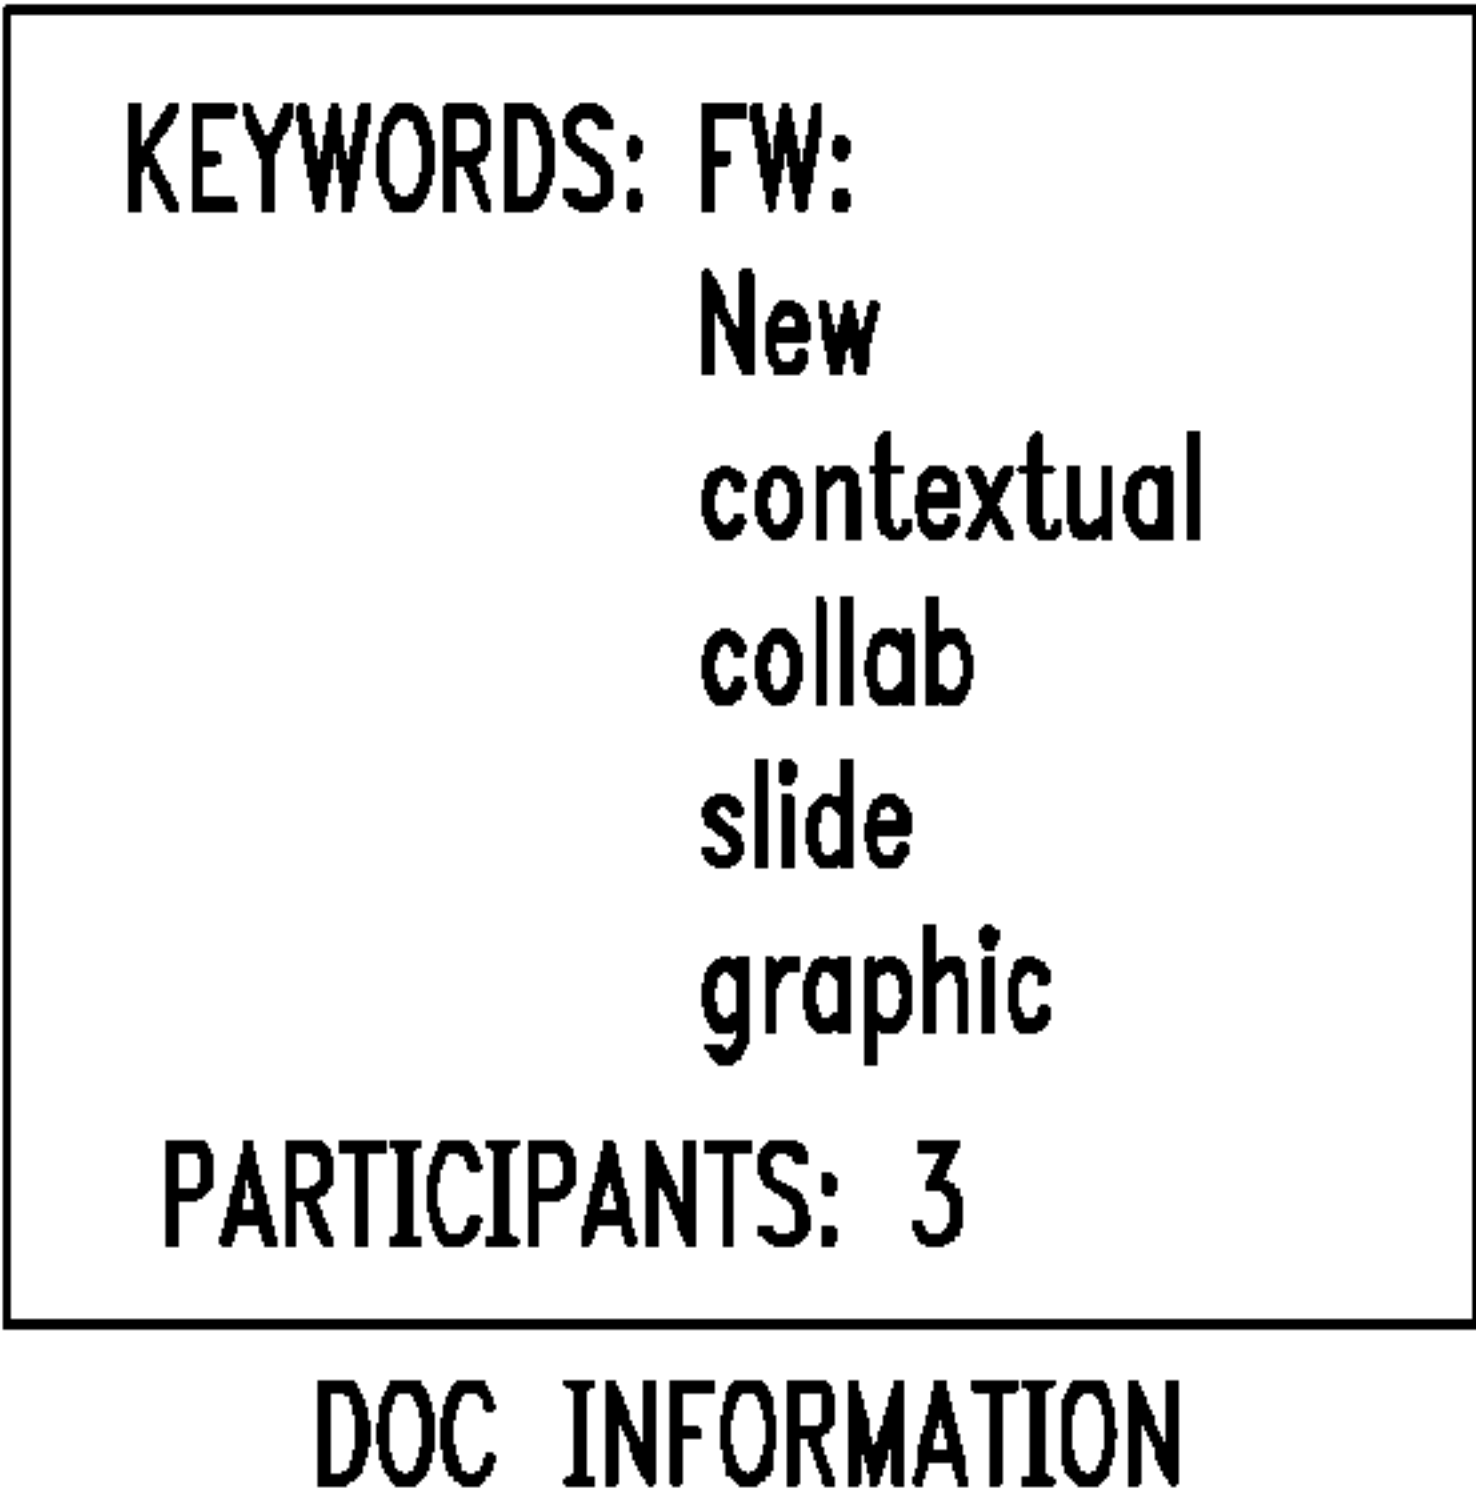 KEYWORDS: FW:
New
contextual
collab
slide
graphic
PARTICIPANTS: 3
DOC INFORMATION